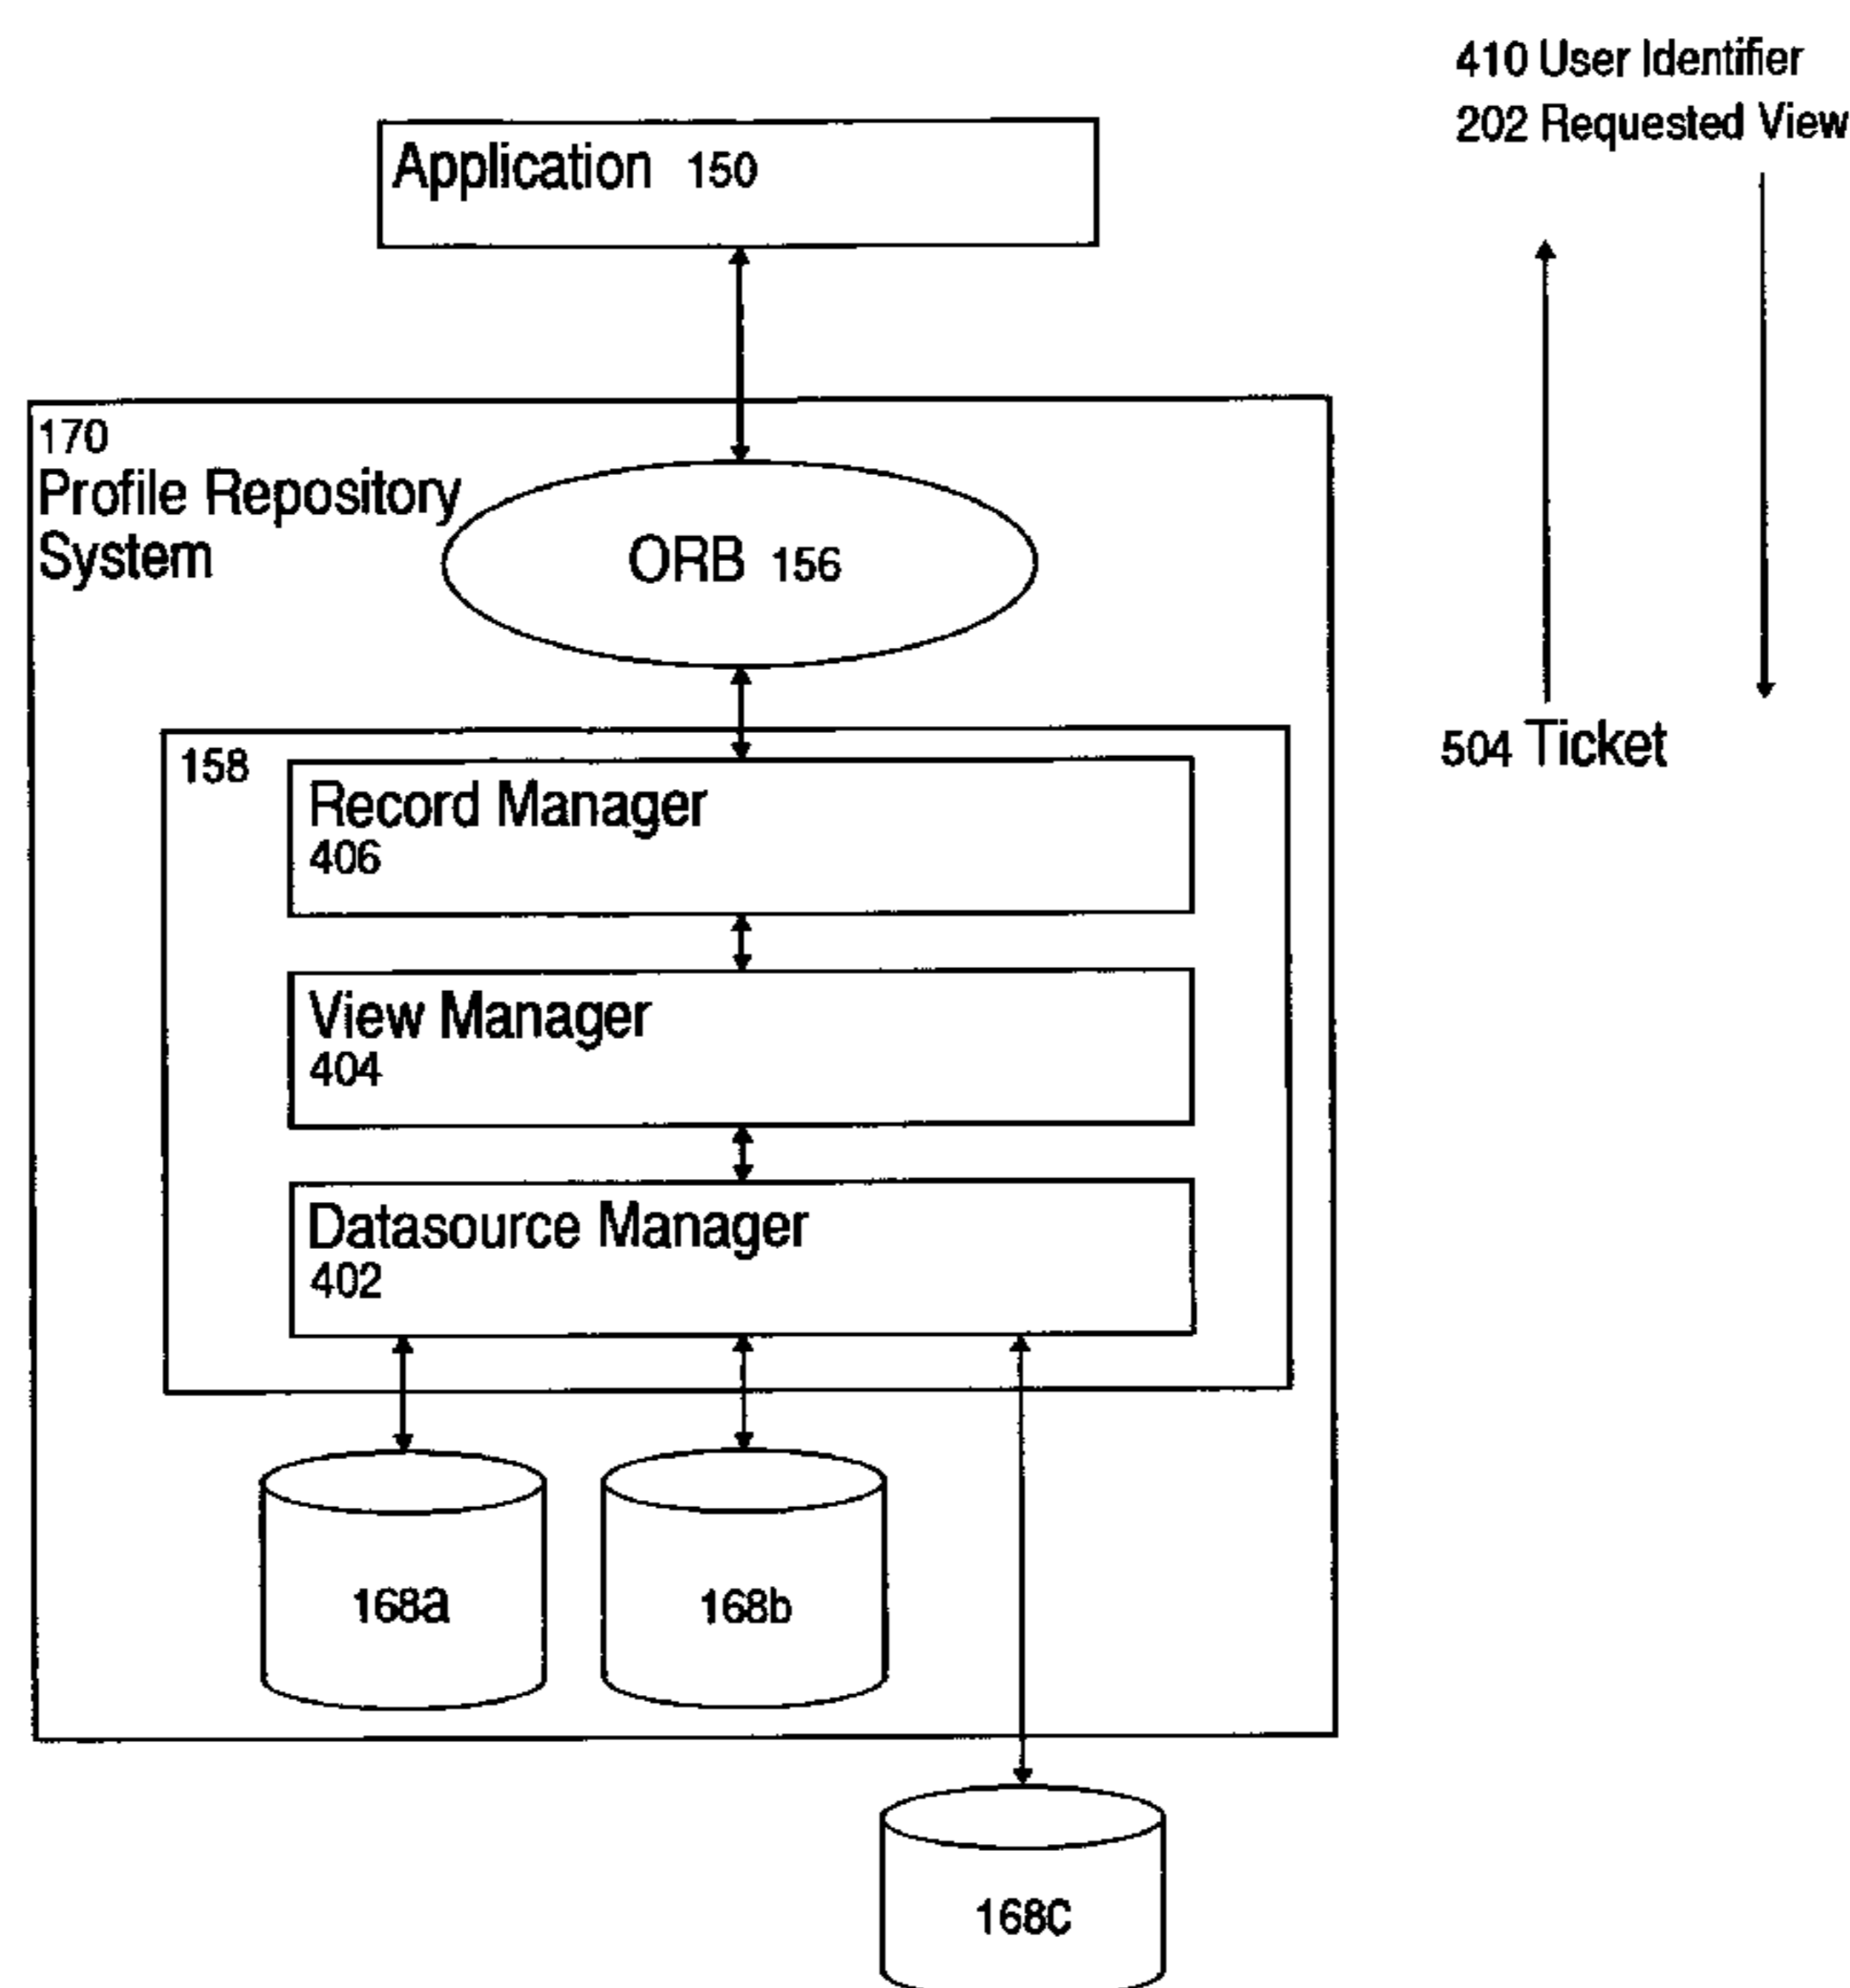 410 User Identifier
202 Requested View
Application 150
170
Profile Repository
System
ORB 156
504 Ticket
158
Record Manager
406
View Manager
404
Datasource Manager
402
168a
168b
168c